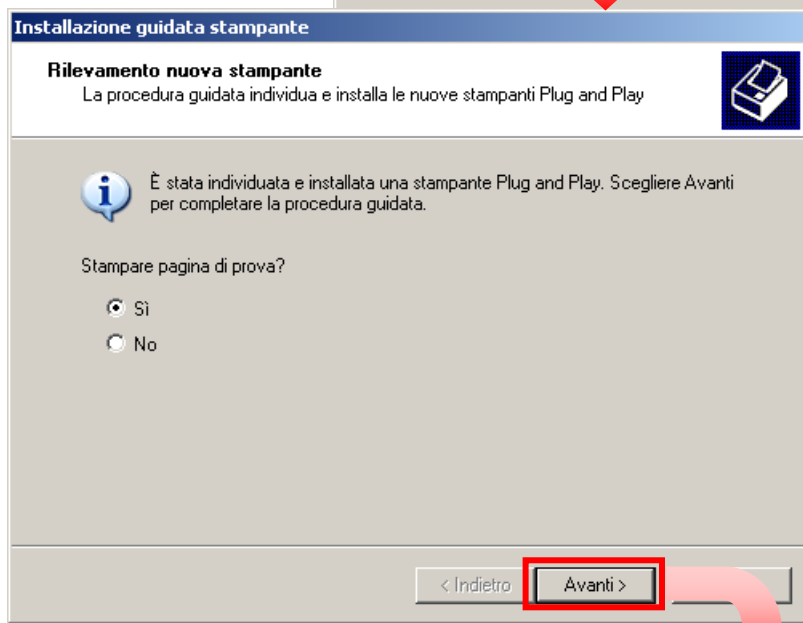 Installazione guidata stampante
Rilevamento nuova stampante
La procedura guidata individua e installa le nuove stampanti Plug and Play
È stata individuata e installata una stampante Plug and Play. Scegliere Avanti
per completare la procedura guidata.
Stampare pagina di prova?
Sì
No
< Indietro
Avanti >